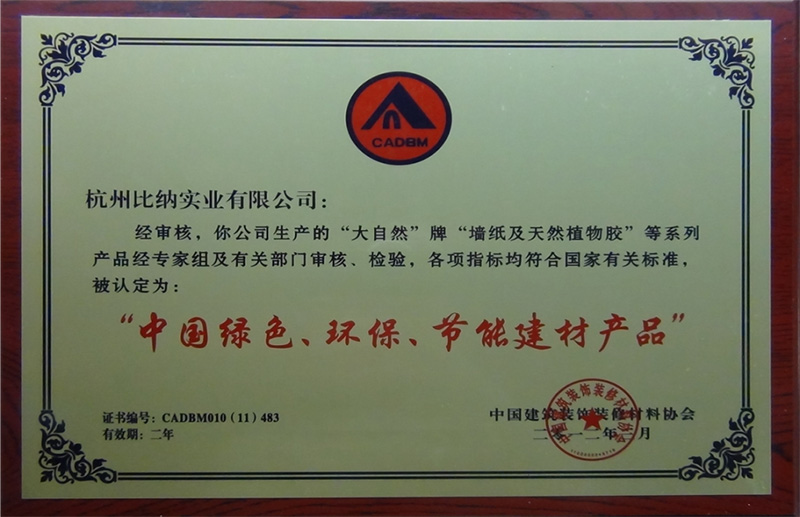 CADBM
杭州比纳实业有限公司：
经审核，你公司生产的“大自然”牌“墙纸及天然植物胶”等系列
产品经专家组及有关部门审核、检验，各项指标均符合国家有关标准，
被认定为：
“中国绿色、环保、节能建材产品”
证书编号：CADBM010 (11) 483
有效期：二年
中国建筑装饰装修材料协会
二〇一二年 月